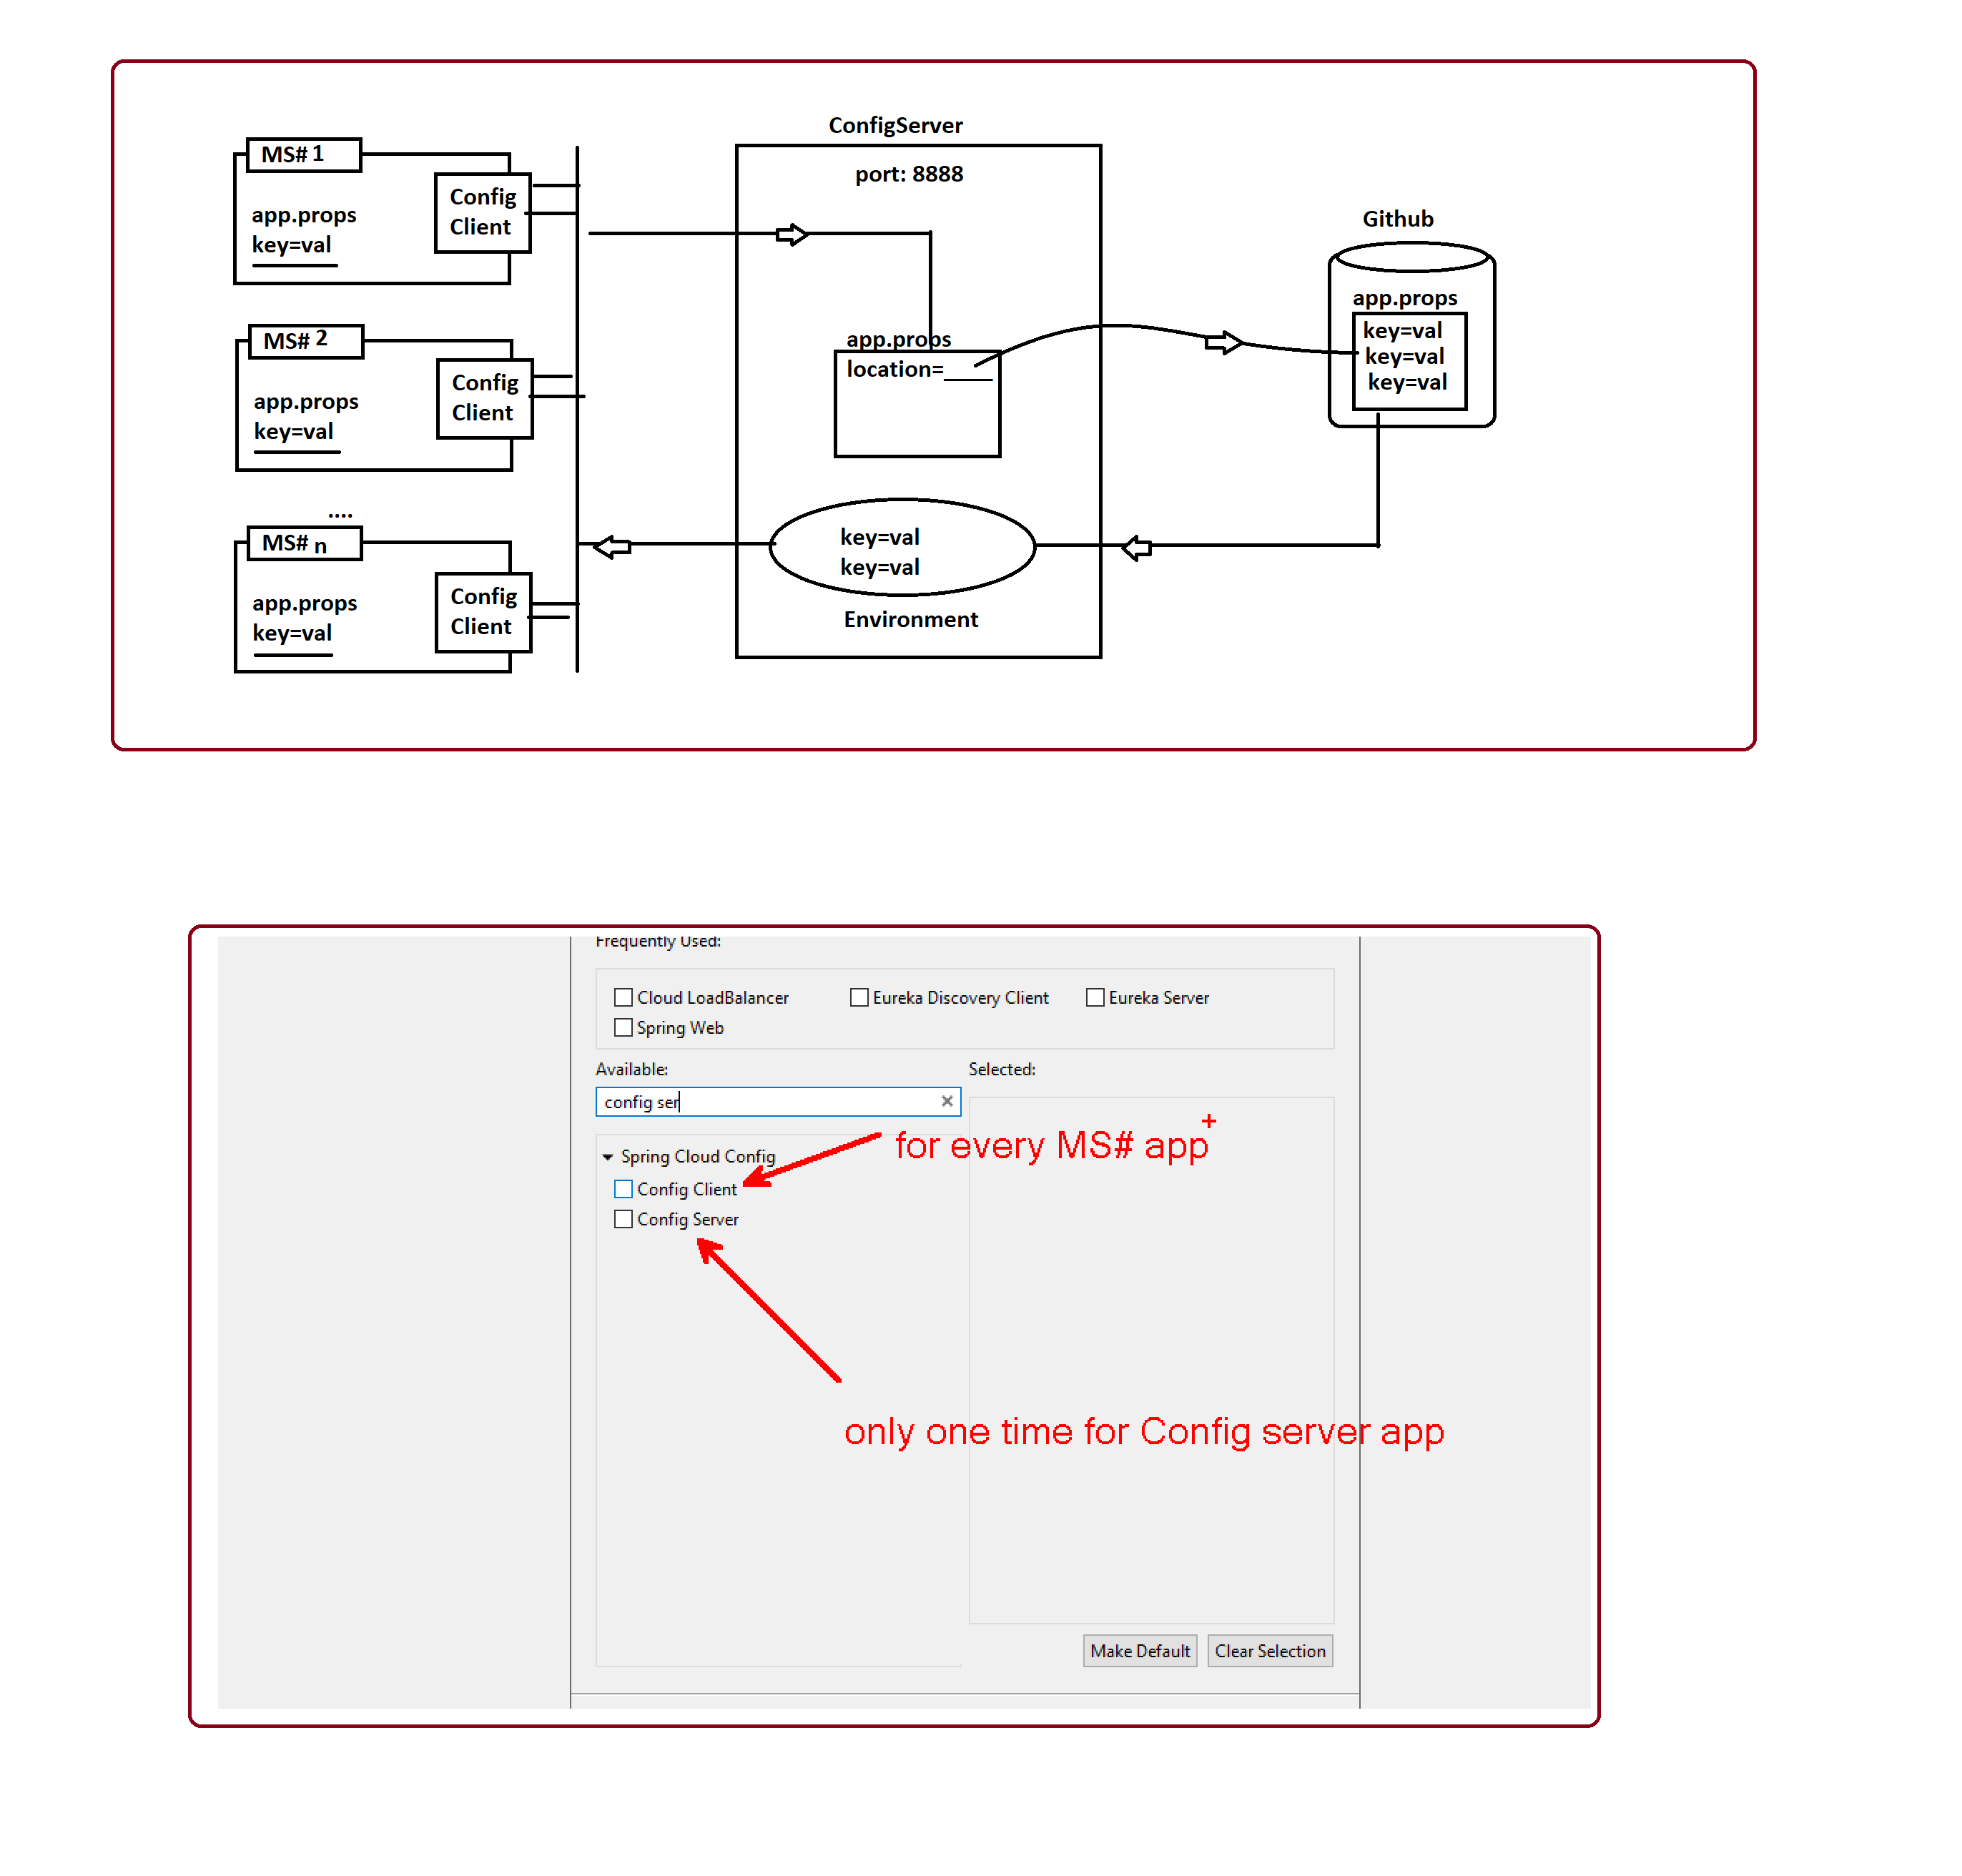 ConfigServer
port: 8888
MS# 1
app.props
key=val
Config
Client
MS# 2
app.props
key=val
Config
Client
....
MS# n
app.props
key=val
Config
Client
app.props
location=____
key=val
key=val
Environment
Github
app.props
key=val
key=val
key=val
Frequently Used:
Cloud LoadBalancer
Eureka Discovery Client
Eureka Server
Spring Web
Available:
Selected:
config ser
for every MS# app
+
Spring Cloud Config
Config Client
Config Server
only one time for Config server app
Make Default
Clear Selection